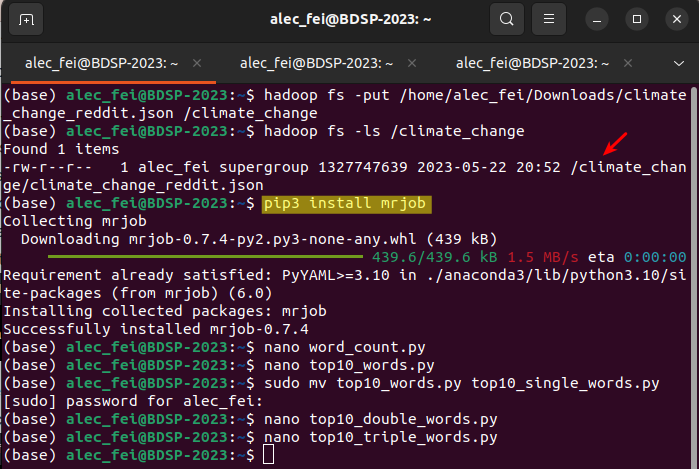 alec_fei@BDSP-2023: ~
alec_fei@BDSP-2023: ~ × alec_fei@BDSP-2023: ~ × alec_fei@BDSP-2023: ~ ×
(base) alec_fei@BDSP-2023:~$ hadoop fs -put /home/alec_fei/Downloads/climate
_change_reddit.json /climate_change
(base) alec_fei@BDSP-2023:~$ hadoop fs -ls /climate_change
Found 1 items
-rw-r--r--   1 alec_fei supergroup 1327747639 2023-05-22 20:52 /climate_chan
ge/climate_change_reddit.json
(base) alec_fei@BDSP-2023:~$ pip3 install mrjob
Collecting mrjob
  Downloading mrjob-0.7.4-py2.py3-none-any.whl (439 kB)
439.6/439.6 kB 1.5 MB/s eta 0:00:00
Requirement already satisfied: PyYAML>=3.10 in ./anaconda3/lib/python3.10/si
te-packages (from mrjob) (6.0)
Installing collected packages: mrjob
Successfully installed mrjob-0.7.4
(base) alec_fei@BDSP-2023:~$ nano word_count.py
(base) alec_fei@BDSP-2023:~$ nano top10_words.py
(base) alec_fei@BDSP-2023:~$ sudo mv top10_words.py top10_single_words.py
[sudo] password for alec_fei:
(base) alec_fei@BDSP-2023:~$ nano top10_double_words.py
(base) alec_fei@BDSP-2023:~$ nano top10_triple_words.py
(base) alec_fei@BDSP-2023:~$